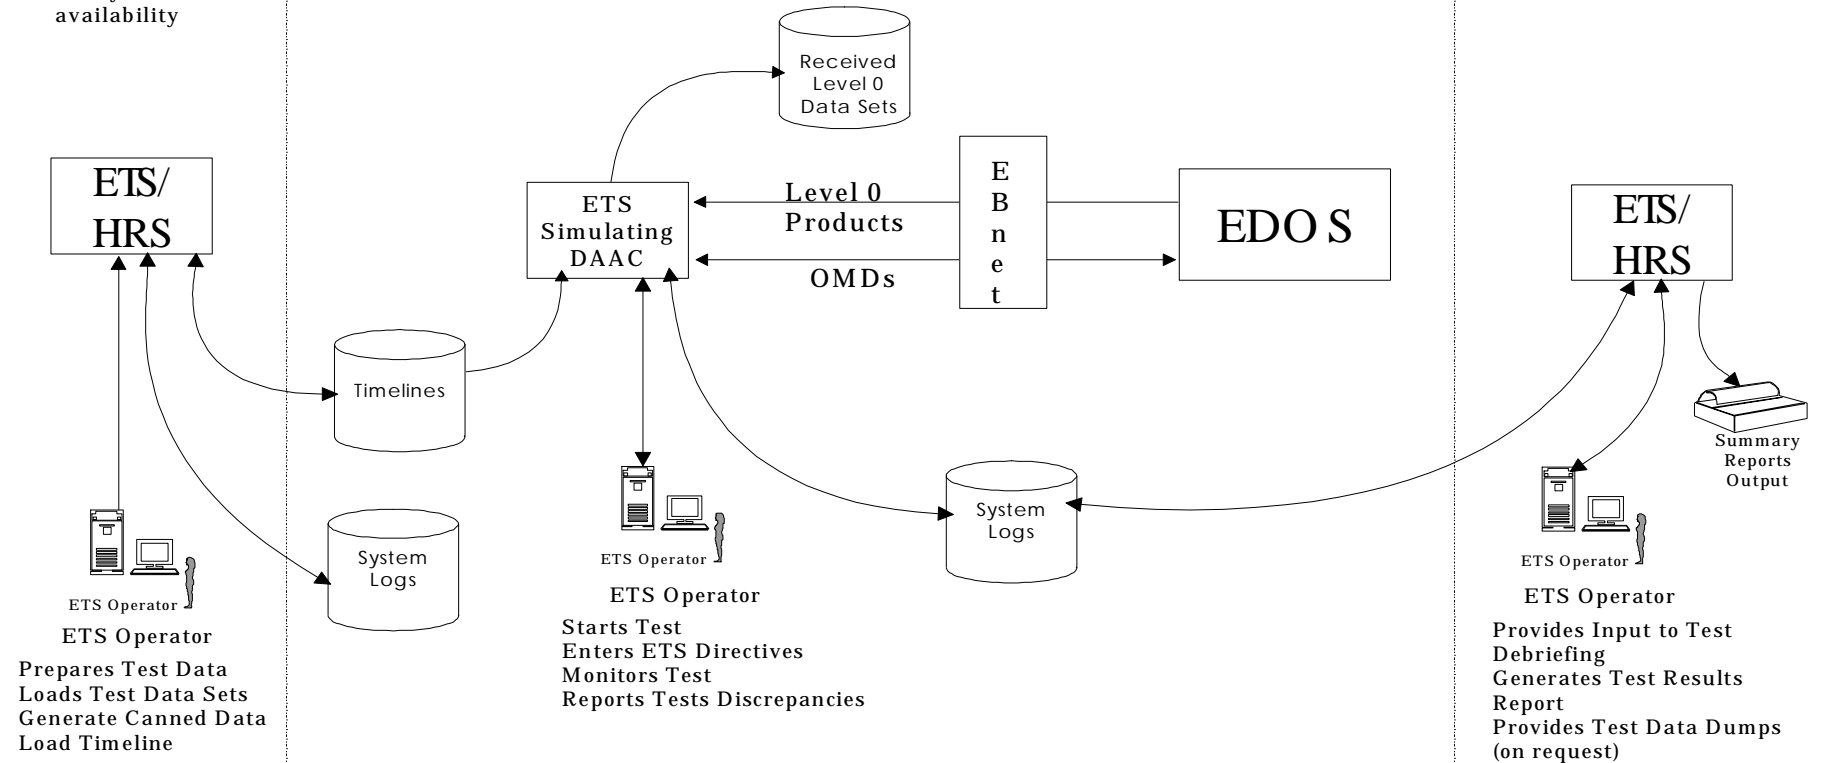 availability
ETS/
HRS
ETS Operator
ETS Operator
Prepares Test Data
Loads Test Data Sets
Generate Canned Data
Load Timeline
Received
Level 0
Data Sets
ETS
Simulating
DAAC
Level 0
Products
OMDs
E
B
n
e
t
EDOS
Timelines
System
Logs
System
Logs
ETS Operator
ETS Operator
Starts Test
Enters ETS Directives
Monitors Test
Reports Tests Discrepancies
ETS/
HRS
Summary
Reports
Output
ETS Operator
ETS Operator
Provides Input to Test
Debriefing
Generates Test Results
Report
Provides Test Data Dumps
(on request)